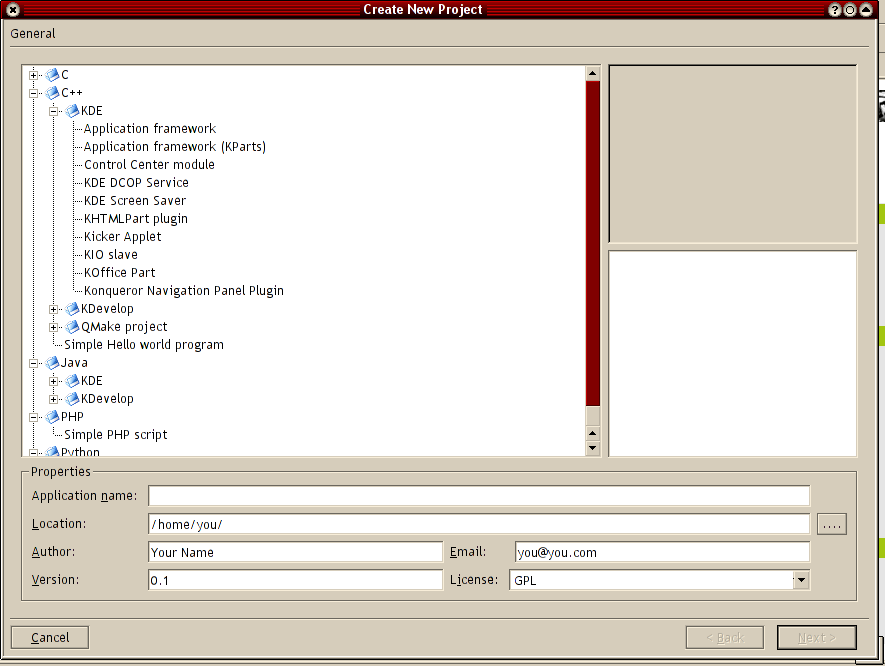 Create New Project
General
C
C++
KDE
Application framework
Application framework (KParts)
Control Center module
KDE DCOP Service
KDE Screen Saver
KHTMLPart plugin
Kicker Applet
KIO slave
KOffice Part
Konqueror Navigation Panel Plugin
KDevelop
QMake project
Simple Hello world program
Java
KDE
KDevelop
PHP
Simple PHP script
Python
Properties
Application name:
Location: /home/you/ ....
Author: Your Name Email: you@you.com
Version: 0.1 License: GPL
Cancel < Back Next >